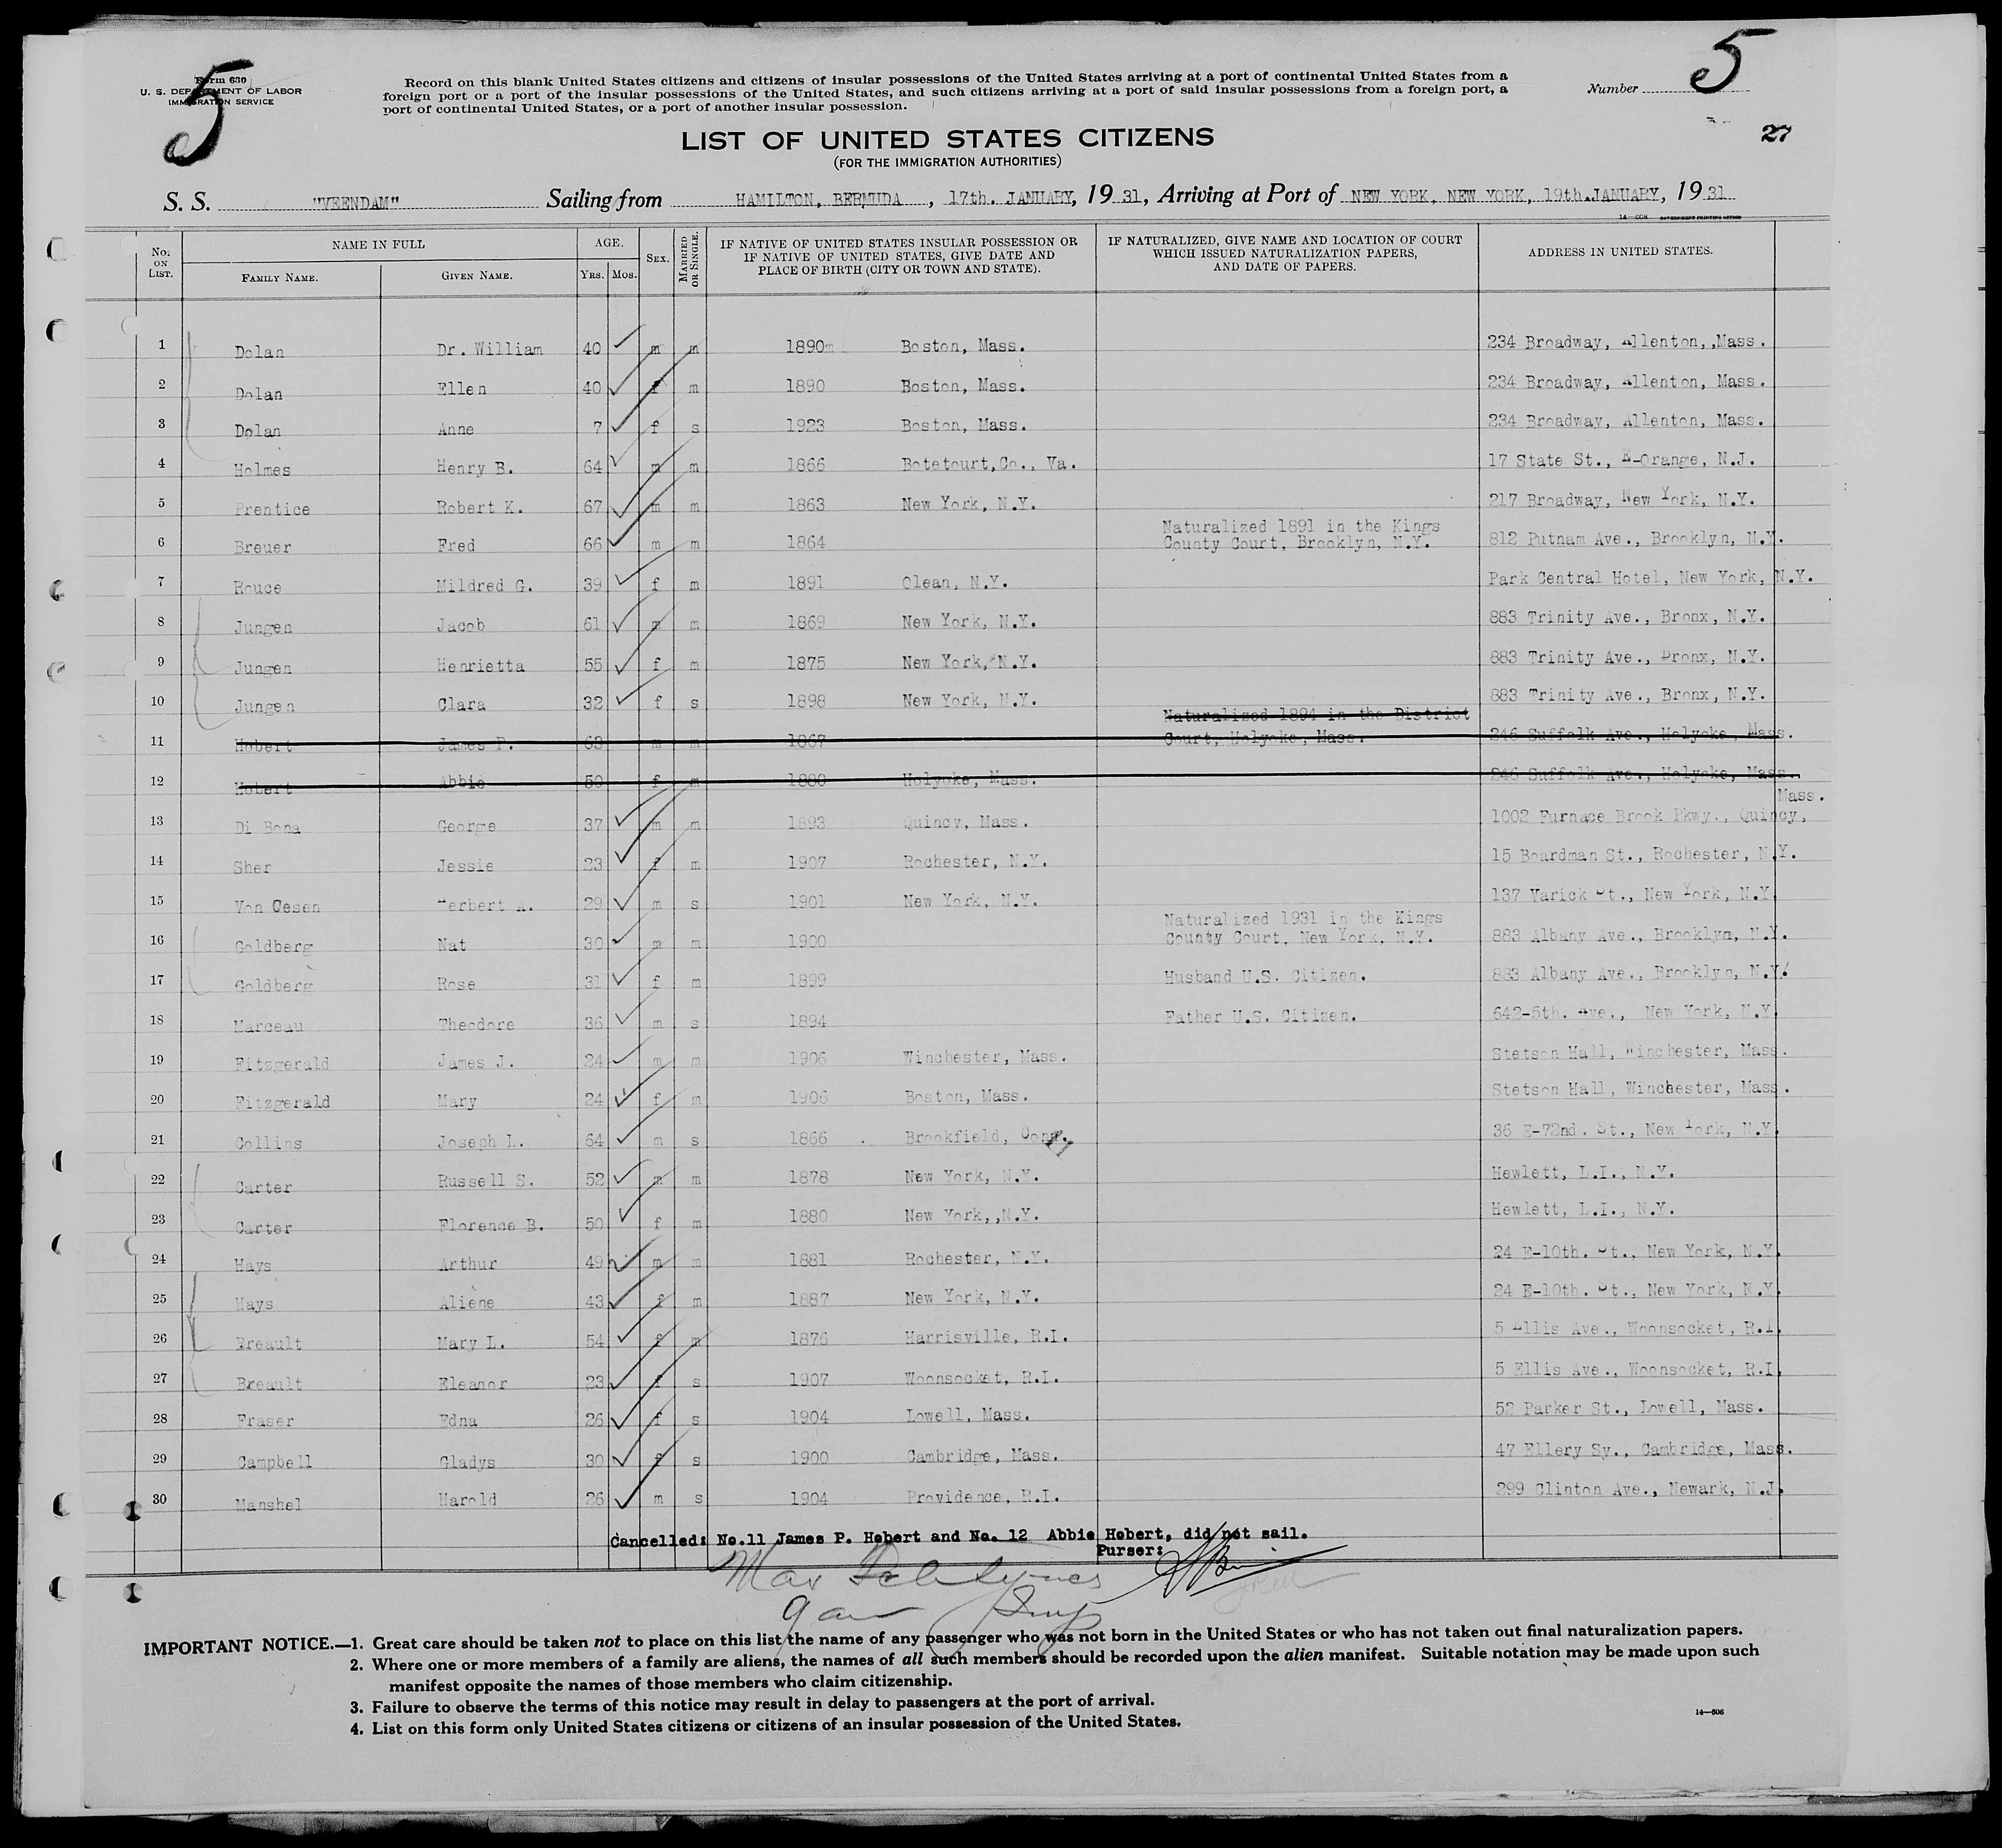 5
5
Form 630
U. S. DEPARTMENT OF LABOR
IMMIGRATION SERVICE
Record on this blank United States citizens and citizens of insular possessions of the United States arriving at a port of continental United States from a
foreign port or a port of the insular possessions of the United States, and such citizens arriving at a port of said insular possessions from a foreign port, a
port of continental United States, or a port of another insular possession.
Number
27
LIST OF UNITED STATES CITIZENS
(FOR THE IMMIGRATION AUTHORITIES)
S. S. "VEENDAM" Sailing from HAMILTON, BERMUDA, 17th. JANUARY, 1931, Arriving at Port of NEW YORK, NEW YORK, 19th.JANUARY, 1931
14—608 GOVERNMENT PRINTING OFFICE
No. ON LIST. NAME IN FULL FAMILY NAME. GIVEN NAME. AGE. YRS. MOS. SEX. MARRIED OR SINGLE. IF NATIVE OF UNITED STATES INSULAR POSSESSION OR IF NATIVE OF UNITED STATES, GIVE DATE AND PLACE OF BIRTH (CITY OR TOWN AND STATE). IF NATURALIZED, GIVE NAME AND LOCATION OF COURT WHICH ISSUED NATURALIZATION PAPERS, AND DATE OF PAPERS. ADDRESS IN UNITED STATES.
1 Dolan Dr. William 40 m m 1890m Boston, Mass. 234 Broadway, Allenton,,Mass.
2 Dolan Ellen 40 f m 1890 Boston, Mass. 234 Broadway, Allenton, Mass.
3 Dolan Anne 7 f s 1923 Boston, Mass. 234 Broadway, Allenton, Mass.
4 Holmes Henry B. 64 m m 1866 Botetourt,Co., Va. 17 State St., E-Orange, N.J.
5 Prentice Robert K. 67 m m 1863 New York, N.Y. 217 Broadway, New York, N.Y.
6 Breuer Fred 66 m m 1864 Naturalized 1891 in the Kings County Court, Brooklyn, N.Y. 812 Putnam Ave., Brooklyn, N.Y.
7 Rouce Mildred G. 39 f m 1891 Olean, N.Y. Park Central Hotel, New York, N.Y.
8 Jungen Jacob 61 m m 1869 New York, N.Y. 883 Trinity Ave., Bronx, N.Y.
9 Jungen Henrietta 55 f m 1875 New York, N.Y. 883 Trinity Ave., Bronx, N.Y.
10 Jungen Clara 32 f s 1898 New York, N.Y. 883 Trinity Ave., Bronx, N.Y.
11 Hebert James P. 63 m m 1867 Naturalized 1894 in the District Court, Holyoke, Mass. 246 Suffolk Ave., Holyoke, Mass.
12 Hebert Abbie 50 f m 1880 Holyoke, Mass. 246 Suffolk Ave., Holyoke, Mass.
13 Di Bona George 37 m m 1893 Quincy, Mass. 1002 Furnace Brook Pkwy., Quincy, Mass.
14 Sher Jessie 23 f m 1907 Rochester, N.Y. 15 Boardman St., Rochester, N.Y.
15 Von Oesen Herbert A. 29 m s 1901 New York, N.Y. 137 Varick St., New York, N.Y.
16 Goldberg Nat 30 m m 1900 Naturalized 1931 in the Kings County Court, New York, N.Y. 883 Albany Ave., Brooklyn, N.Y.
17 Goldberg Rose 31 f m 1899 Husband U.S. Citizen. 883 Albany Ave., Brooklyn, N.Y.
18 Marceau Theodore 36 m s 1894 Father U.S. Citizen. 642-5th. Ave., New York, N.Y.
19 Fitzgerald James J. 24 m m 1906 Winchester, Mass. Stetson Hall, Winchester, Mass.
20 Fitzgerald Mary 24 f m 1906 Boston, Mass. Stetson Hall, Winchester, Mass.
21 Collins Joseph L. 64 m s 1866 . Brookfield, Conn. 36 E-72nd. St., New York, N.Y.
22 Carter Russell S. 52 m m 1878 New York, N.Y. Hewlett, L.I., N.Y.
23 Carter Florence B. 50 f m 1880 New York,,N.Y. Hewlett, L.I., N.Y.
24 Hays Arthur 49 m m 1881 Rochester, N.Y. 24 E-10th. St., New York, N.Y.
25 Hays Aliene 43 f m 1887 New York, N.Y. 24 E-10th. St., New York, N.Y.
26 Breault Mary L. 54 f m 1876 Harrisville, R.I. 5 Ellis Ave., Woonsocket, R.I.
27 Breault Eleanor 23 f s 1907 Woonsocket, R.I. 5 Ellis Ave., Woonsocket, R.I.
28 Fraser Edna 26 f s 1904 Lowell, Mass. 52 Parker St., Lowell, Mass.
29 Campbell Gladys 30 f s 1900 Cambridge, Mass. 47 Ellery Sy., Cambridge, Mass.
30 Manshel Harold 26 m s 1904 Providence, R.I. 299 Clinton Ave., Newark, N.J.
Cancelled: No.11 James P. Hebert and No. 12 Abbie Hebert, did not sail.
Purser:
IMPORTANT NOTICE.—1. Great care should be taken not to place on this list the name of any passenger who was not born in the United States or who has not taken out final naturalization papers.
2. Where one or more members of a family are aliens, the names of all such members should be recorded upon the alien manifest. Suitable notation may be made upon such
manifest opposite the names of those members who claim citizenship.
3. Failure to observe the terms of this notice may result in delay to passengers at the port of arrival.
4. List on this form only United States citizens or citizens of an insular possession of the United States.
14—608